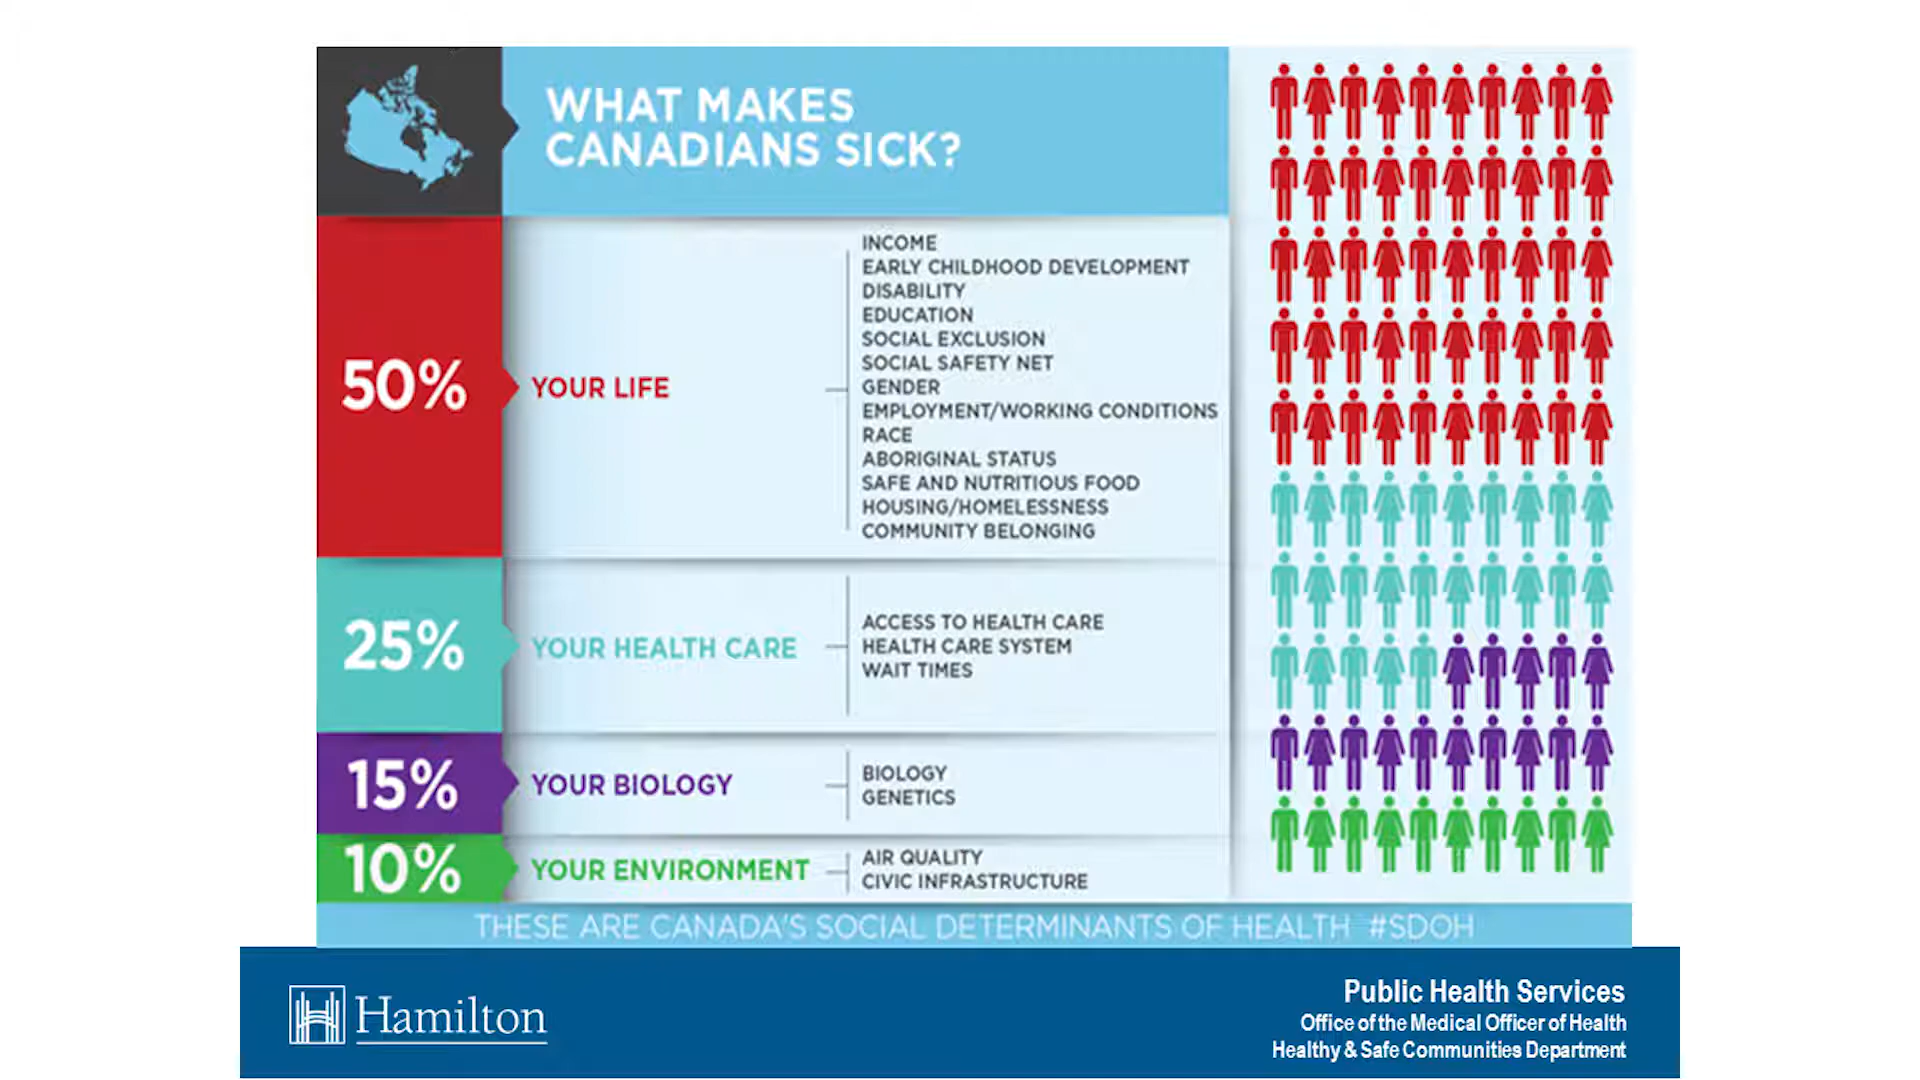 WHAT MAKES
CANADIANS SICK?
50%
YOUR LIFE
INCOME
EARLY CHILDHOOD DEVELOPMENT
DISABILITY
EDUCATION
SOCIAL EXCLUSION
SOCIAL SAFETY NET
GENDER
EMPLOYMENT/WORKING CONDITIONS
RACE
ABORIGINAL STATUS
SAFE AND NUTRITIOUS FOOD
HOUSING/HOMELESSNESS
COMMUNITY BELONGING
25%
YOUR HEALTH CARE
ACCESS TO HEALTH CARE
HEALTH CARE SYSTEM
WAIT TIMES
15%
YOUR BIOLOGY
BIOLOGY
GENETICS
10%
YOUR ENVIRONMENT
AIR QUALITY
CIVIC INFRASTRUCTURE
THESE ARE CANADA'S SOCIAL DETERMINANTS OF HEALTH #SDOH
Hamilton
Public Health Services
Office of the Medical Officer of Health
Healthy & Safe Communities Department